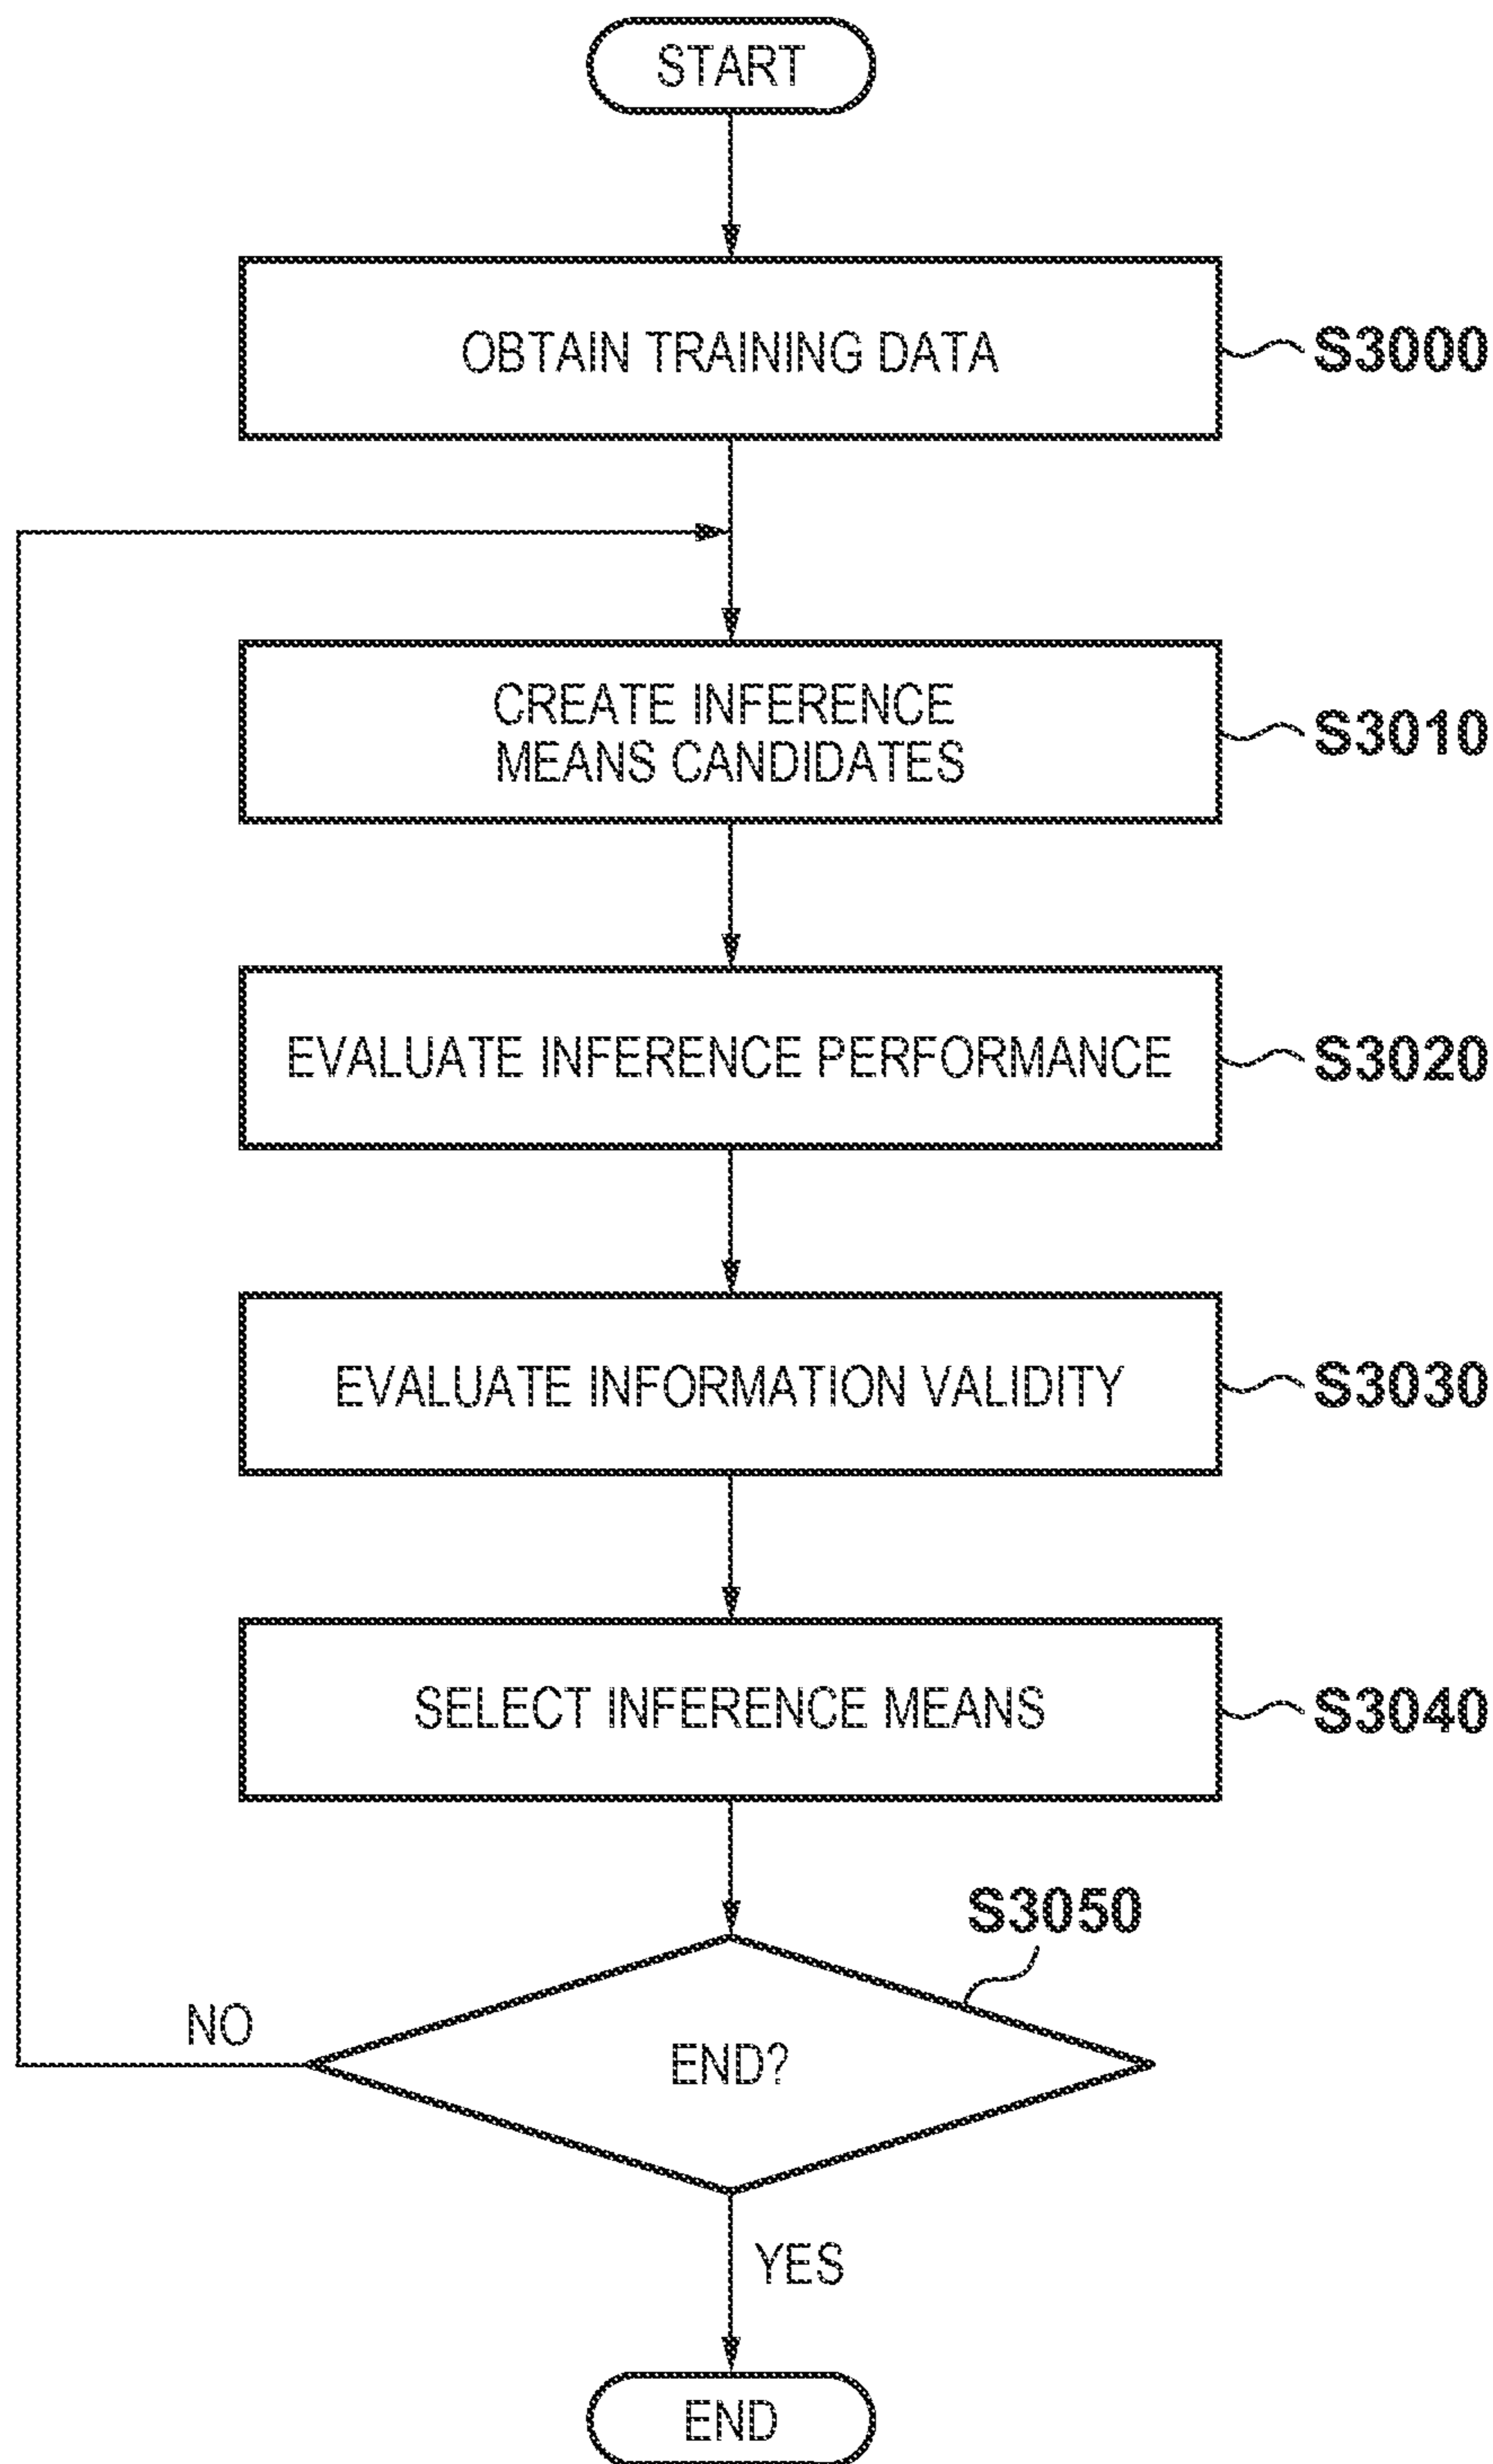 START
OBTAIN TRAINING DATA
S3000
CREATE INFERENCE
MEANS CANDIDATES
S3010
EVALUATE INFERENCE PERFORMANCE
S3020
EVALUATE INFORMATION VALIDITY
S3030
SELECT INFERENCE MEANS
S3040
S3050
NO
END?
YES
END